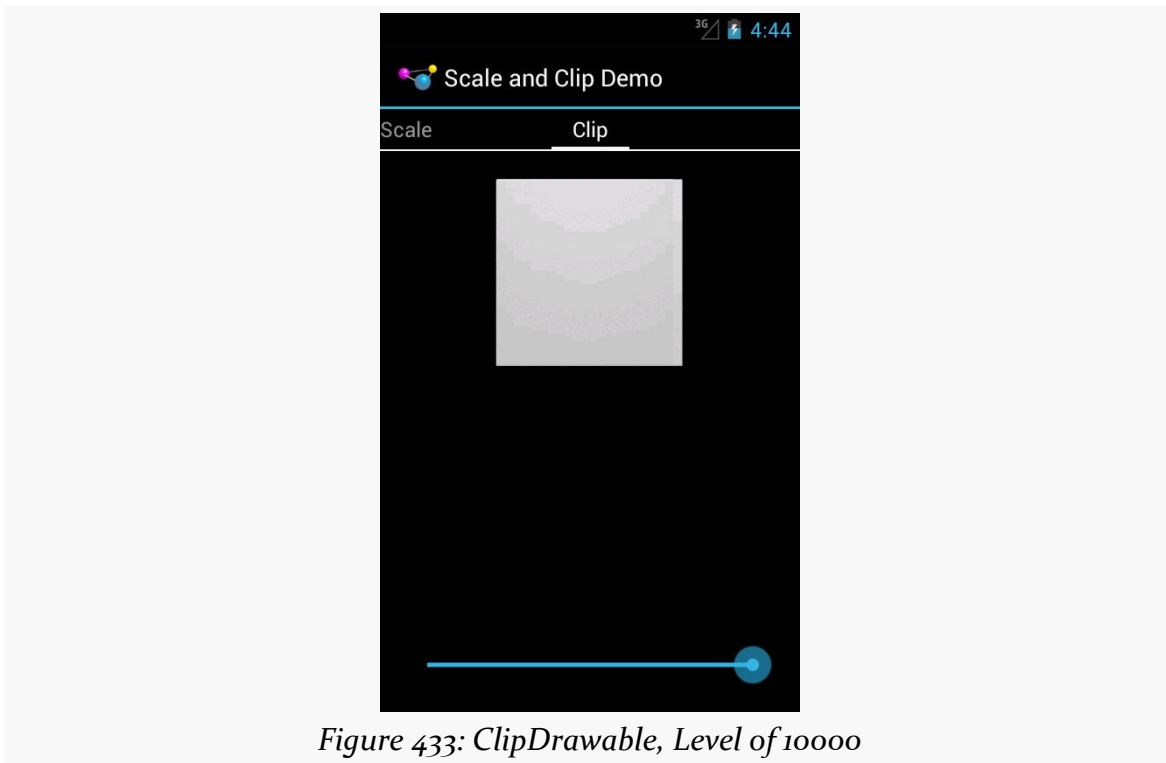 3G 4:44
Scale and Clip Demo
Scale Clip
Figure 433: ClipDrawable, Level of 10000